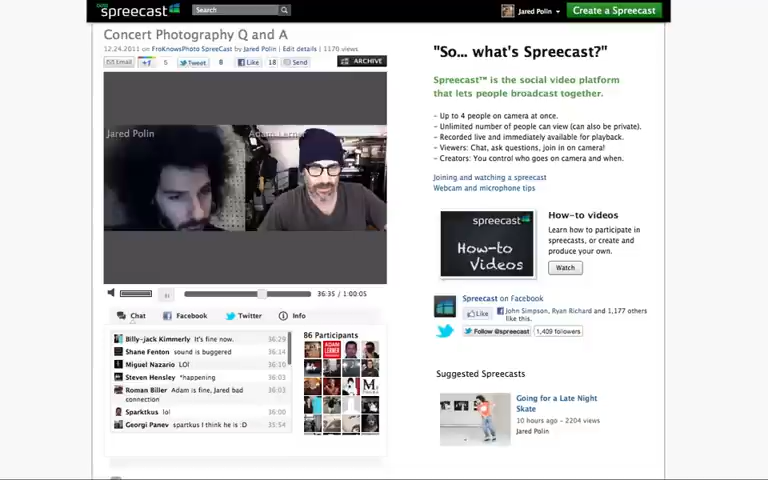 spreecast
Search
Jared Polin
Create a Spreecast
Concert Photography Q and A
12.24.2011 on FroKnowsPhoto SpreeCast by Jared Polin | Edit details | 1170 views
Email
+1
5
Tweet
8
Like
18
Send
ARCHIVE
Jared Polin
Adam Lerner
36:35 / 1:00:05
Chat
Facebook
Twitter
Info
Billy-Jack Kimmerly It's fine now. 36:29
Shane Fenton sound is buggered 36:14
Miguel Nazario LOl 36:10
Steven Hensley *happening 36:03
Roman Biller Adam is fine, Jared bad 36:03
connection
Sparktkus lol 36:00
Georgi Panev spartkus I think he is :D 35:54
86 Participants
ADAM
LERNER
"So... what's Spreecast?"
Spreecast™ is the social video platform
that lets people broadcast together.
- Up to 4 people on camera at once.
- Unlimited number of people can view (can also be private).
- Recorded live and immediately available for playback.
- Viewers: Chat, ask questions, join in on camera!
- Creators: You control who goes on camera and when.
Joining and watching a spreecast
Webcam and microphone tips
spreecast
How-to
Videos
How-to videos
Learn how to participate in
spreecasts, or create and
produce your own.
Watch
Spreecast on Facebook
Like
John Simpson, Ryan Richard and 1,177 others
like this.
Follow @spreecast
1,409 followers
Suggested Spreecasts
Going for a Late Night
Skate
10 hours ago - 2204 views
Jared Polin